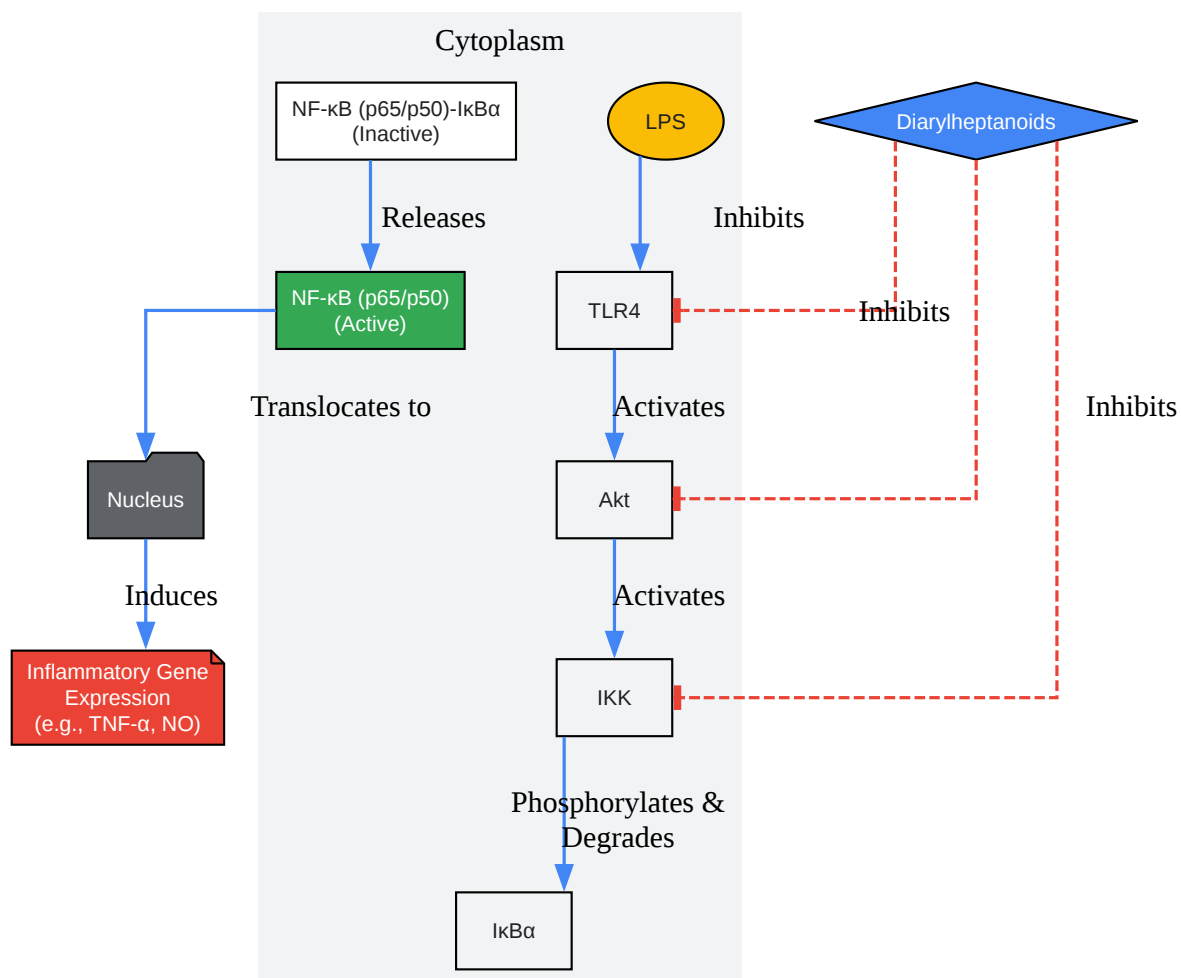 Cytoplasm
NF-κB (p65/p50)-IκBα
(Inactive)
LPS
Diarylheptanoids
Releases
Inhibits
NF-κB (p65/p50)
(Active)
TLR4
Inhibits
Translocates to
Activates
Inhibits
Nucleus
Akt
Induces
Activates
Inflammatory Gene
Expression
(e.g., TNF-α, NO)
IKK
Phosphorylates &
Degrades
IκBα